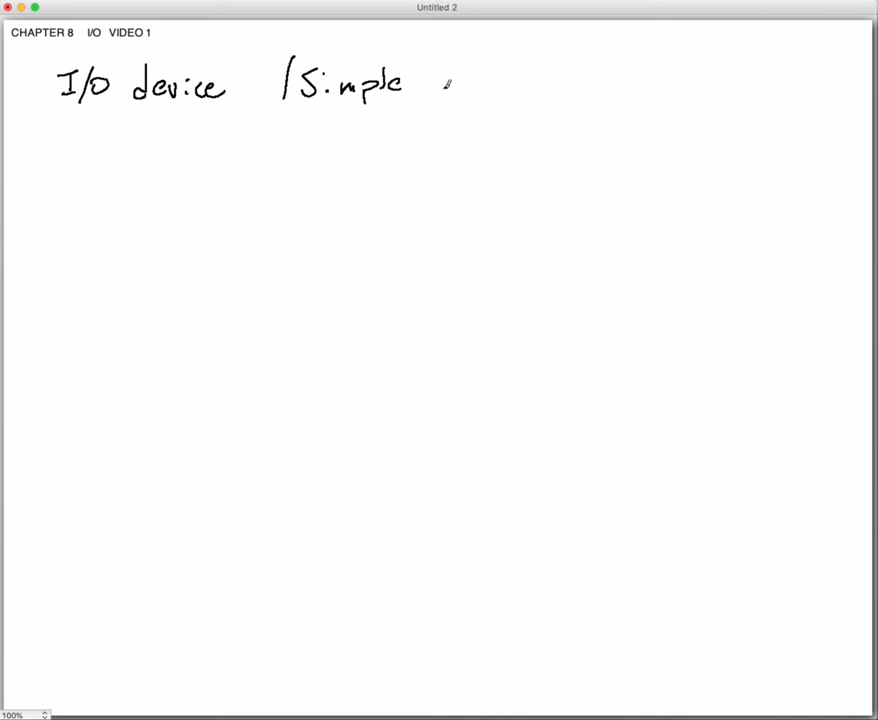 Untitled 2
CHAPTER 8 I/O VIDEO 1
I/O device (Simple
100%